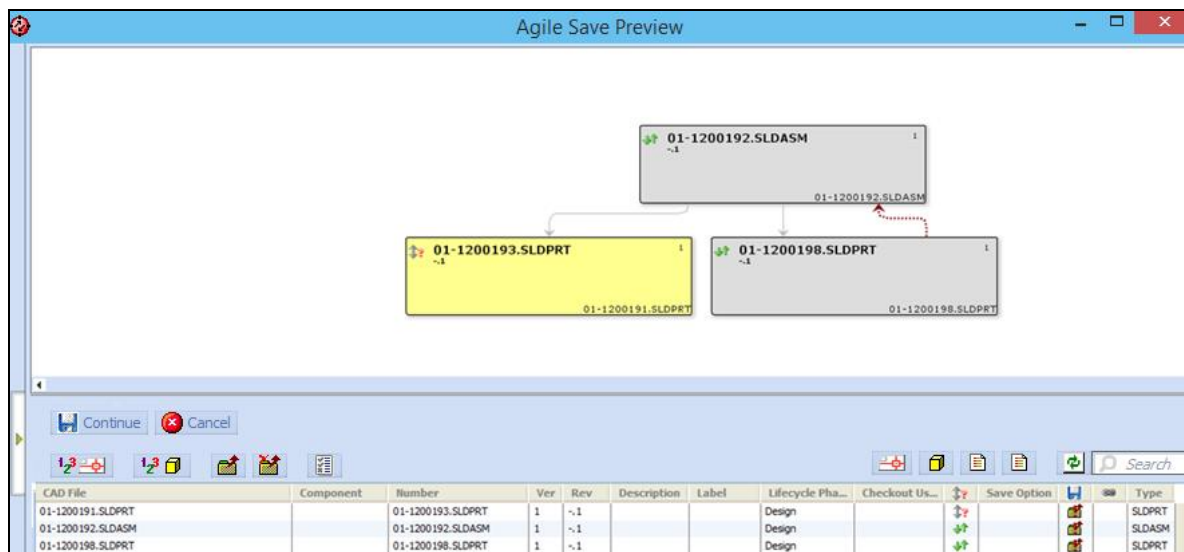 Agile Save Preview
01-1200192.SLDASM 1
-.1
01-1200192.SLDASM
01-1200193.SLDPRT 1
-.1
01-1200191.SLDPRT
01-1200198.SLDPRT 1
-.1
01-1200198.SLDPRT
Continue Cancel
123 123 Search
CAD File Component Number Ver Rev Description Label Lifecycle Pha... Checkout Us... Save Option Type
01-1200191.SLDPRT 01-1200193.SLDPRT 1 -.1 Design SLDPRT
01-1200192.SLDASM 01-1200192.SLDASM 1 -.1 Design SLDASM
01-1200198.SLDPRT 01-1200198.SLDPRT 1 -.1 Design SLDPRT